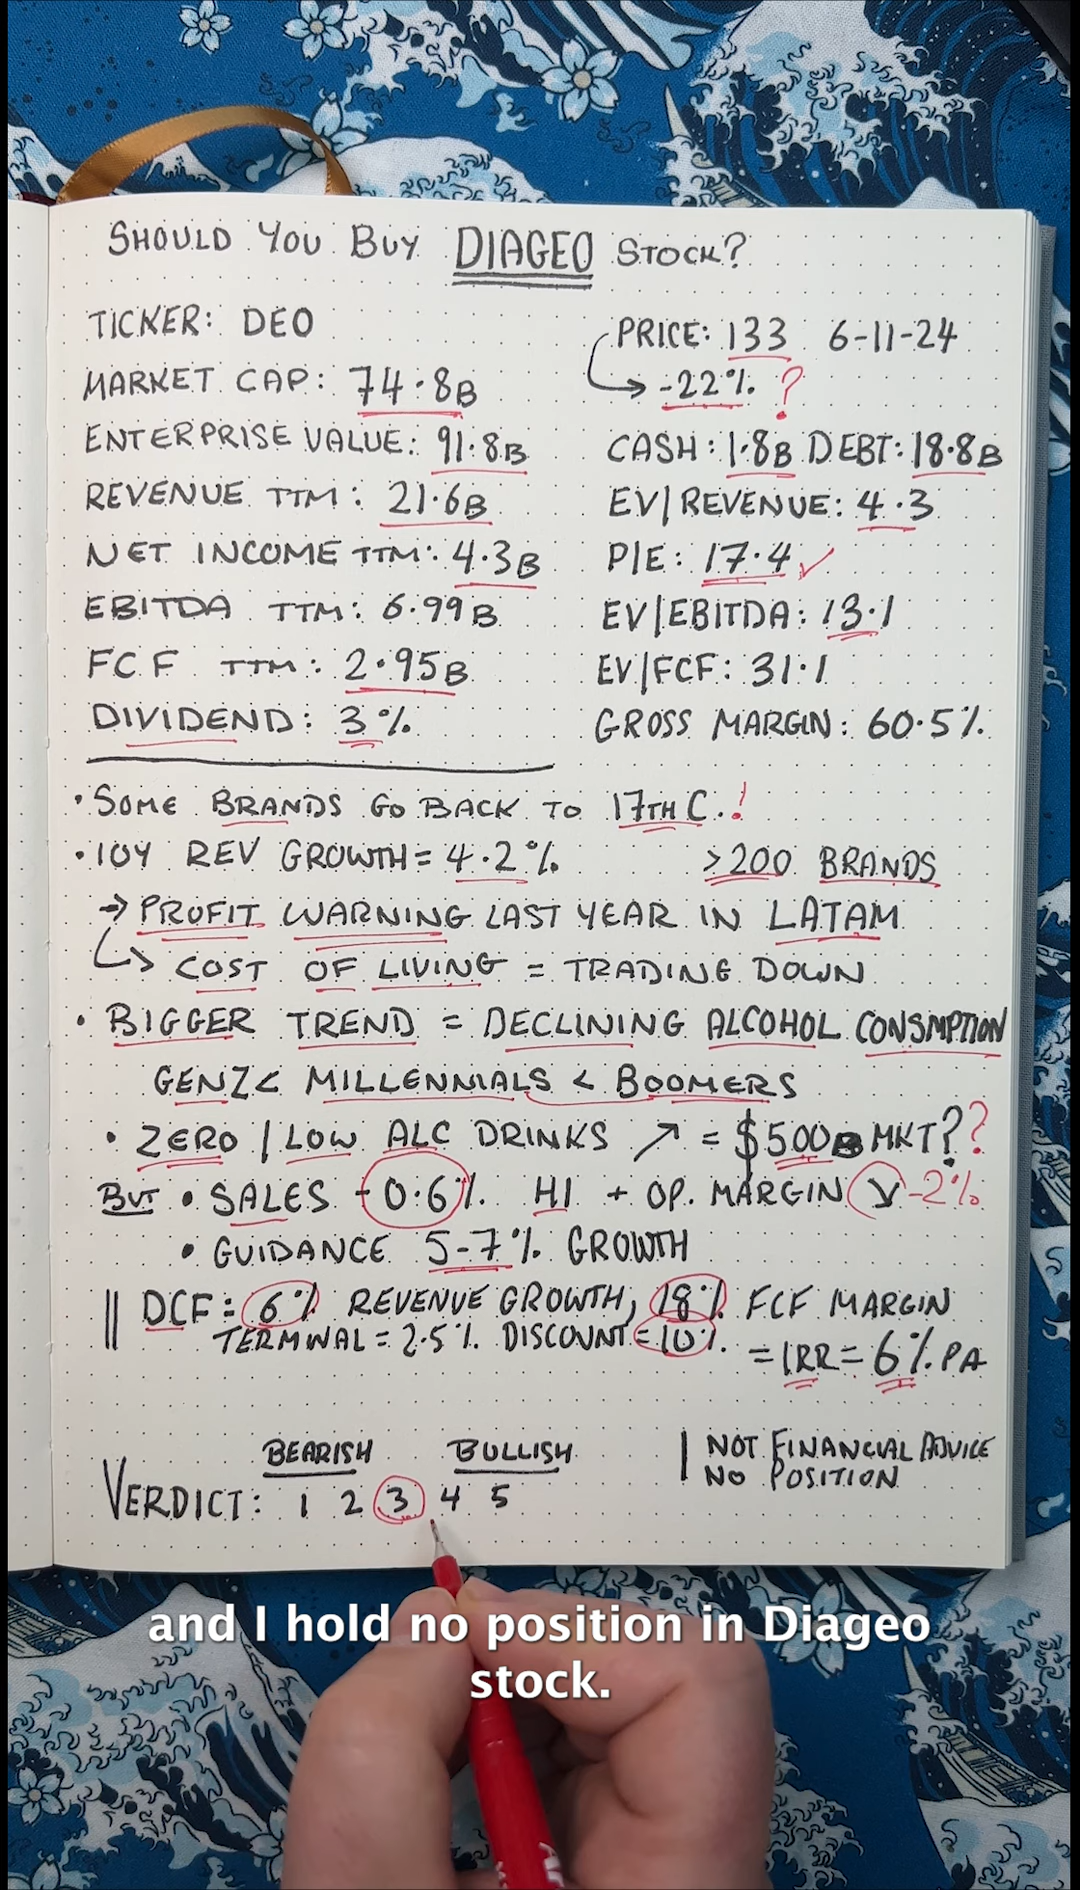 SHOULD YOU BUY DIAGEO STOCK?
TICKER: DEO
PRICE: 133 6-11-24
MARKET CAP: 74.8B
-22% ?
ENTERPRISE VALUE: 91.8B
CASH: 1.8B DEBT: 18.8B
REVENUE TTM: 21.6B
EV/REVENUE: 4.3
NET INCOME TTM: 4.3B
P/E: 17.4 ✓
EBITDA TTM: 6.99B
EV/EBITDA: 13.1
FCF TTM: 2.95B
EV/FCF: 31.1
DIVIDEND: 3%
GROSS MARGIN: 60.5%
• SOME BRANDS GO BACK TO 17TH C.!
• 10Y REV GROWTH = 4.2% >200 BRANDS
→ PROFIT WARNING LAST YEAR IN LATAM
↳ COST OF LIVING = TRADING DOWN
• BIGGER TREND = DECLINING ALCOHOL CONSMPTION
GENZ < MILLENNIALS < BOOMERS
• ZERO / LOW ALC DRINKS ↗ = $500B MKT??
BUT • SALES -0.6% H1 + OP. MARGIN ↘ -2%
• GUIDANCE 5-7% GROWTH
|| DCF: 6% REVENUE GROWTH, 18% FCF MARGIN
TERMINAL = 2.5% DISCOUNT = 10%
= IRR = 6% PA
BEARISH BULLISH
VERDICT: 1 2 3 4 5
NOT FINANCIAL ADVICE
NO POSITION
and I hold no position in Diageo
stock.